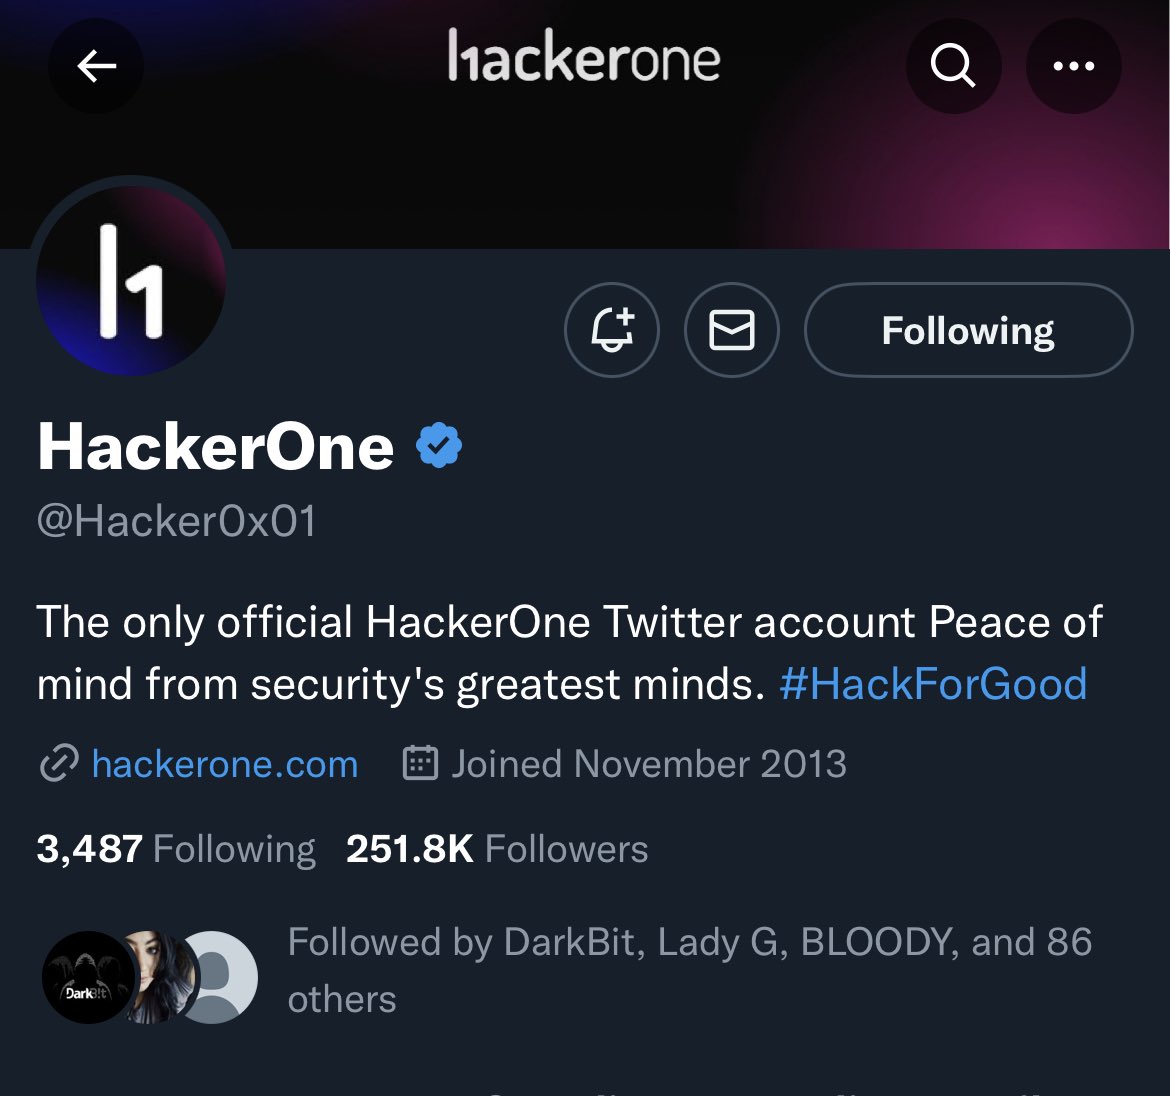 hackerone
h1
Following
HackerOne
@Hacker0x01
The only official HackerOne Twitter account Peace of
mind from security's greatest minds. #HackForGood
hackerone.com Joined November 2013
3,487 Following 251.8K Followers
Followed by DarkBit, Lady G, BLOODY, and 86
others
DarkB!t